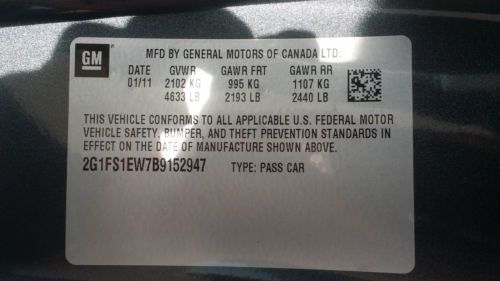 GM
MFD BY GENERAL MOTORS OF CANADA LTD.
DATE GVWR GAWR FRT GAWR RR
01/11 2102 KG 995 KG 1107 KG
4633 LB 2193 LB 2440 LB
THIS VEHICLE CONFORMS TO ALL APPLICABLE U.S. FEDERAL MOTOR
VEHICLE SAFETY, BUMPER, AND THEFT PREVENTION STANDARDS IN
EFFECT ON THE DATE OF MANUFACTURE SHOWN ABOVE.
2G1FS1EW7B9152947 TYPE: PASS CAR